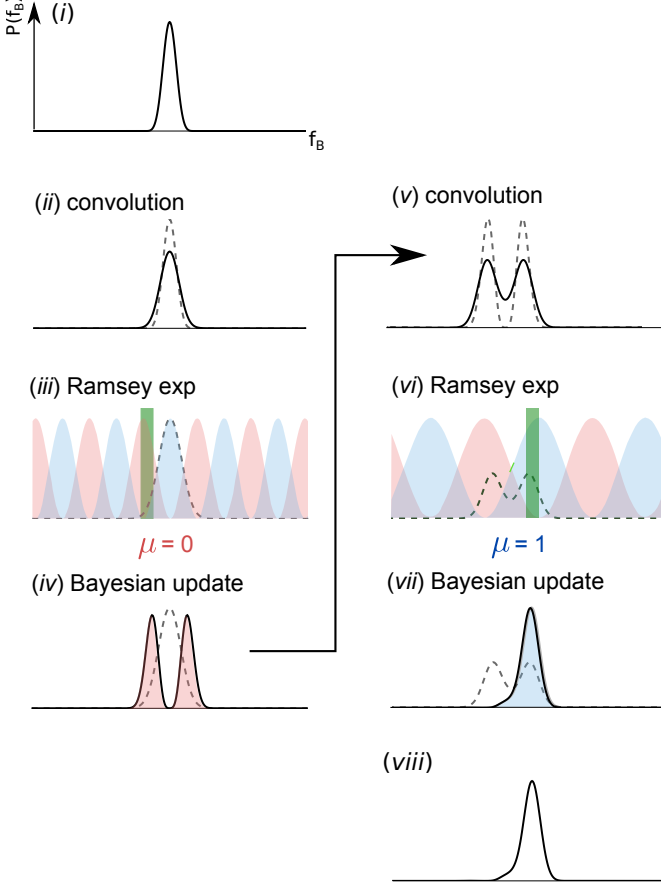 P(f_B)
(i)
f_B
(ii) convolution
(iii) Ramsey exp
μ = 0
(iv) Bayesian update
(v) convolution
(vi) Ramsey exp
μ = 1
(vii) Bayesian update
(viii)